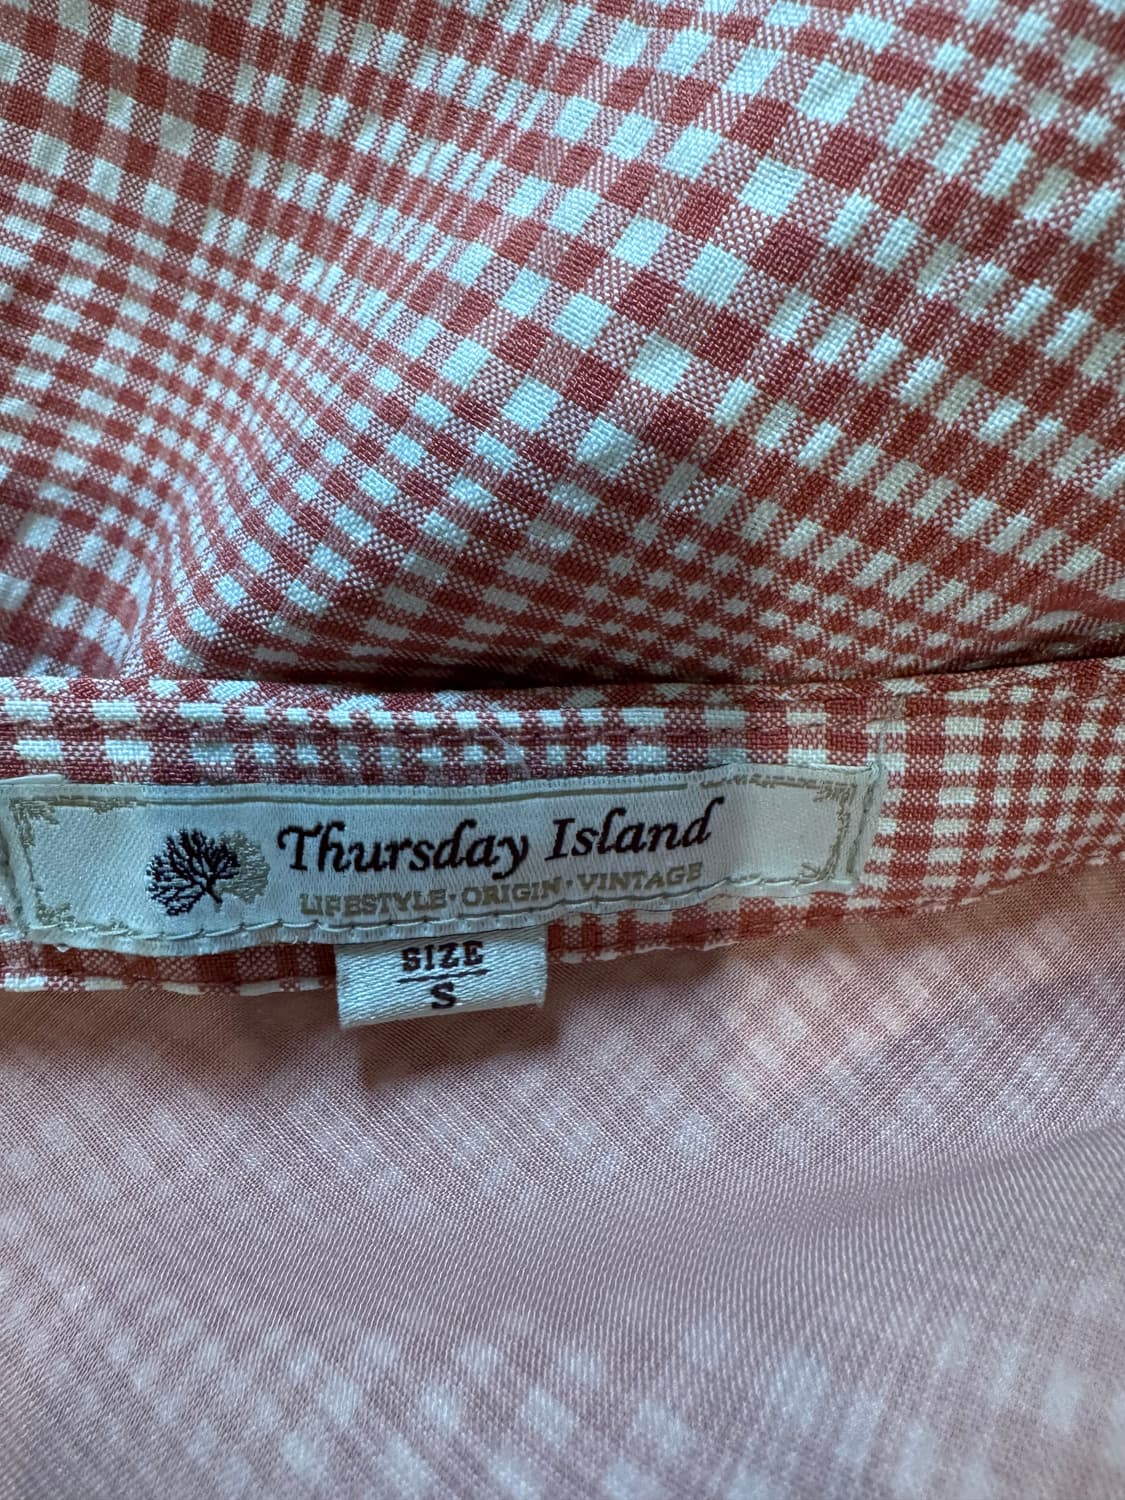 Thursday Island
LIFESTYLE·ORIGIN·VINTAGE
SIZE
S